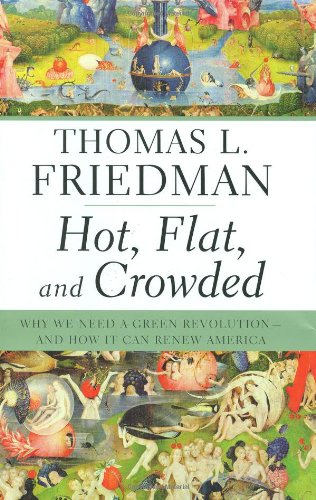 THOMAS L.
FRIEDMAN
Hot, Flat,
and Crowded
WHY WE NEED A GREEN REVOLUTION—
AND HOW IT CAN RENEW AMERICA